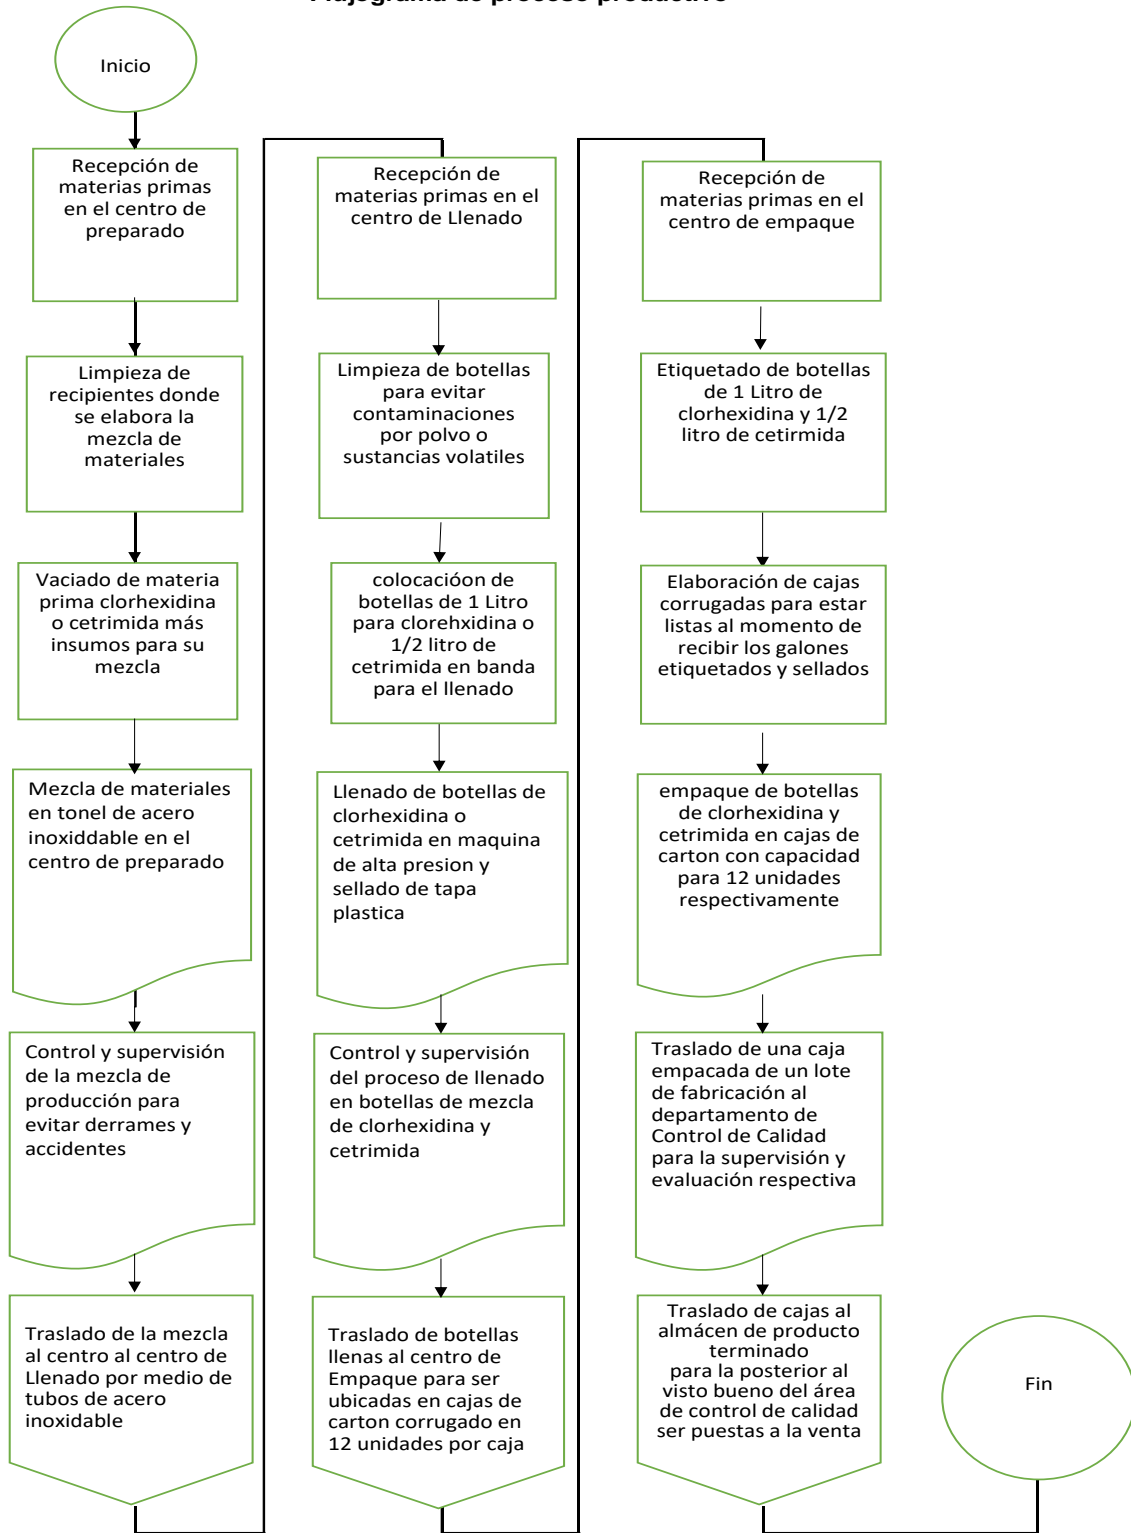 Flujograma de proceso productivo
Inicio
Recepción de
materias primas
en el centro de
preparado
Limpieza de
recipientes donde
se elabora la
mezcla de
materiales
Vaciado de materia
prima clorhexidina
o cetrimida más
insumos para su
mezcla
Mezcla de materiales
en tonel de acero
inoxiddable en el
centro de preparado
Control y supervisión
de la mezcla de
producción para
evitar derrames y
accidentes
Traslado de la mezcla
al centro al centro de
Llenado por medio de
tubos de acero
inoxidable
Recepción de
materias primas en el
centro de Llenado
Limpieza de botellas
para evitar
contaminaciones
por polvo o
sustancias volatiles
colocacióon de
botellas de 1 Litro
para clorehxidina o
1/2 litro de
cetrimida en banda
para el llenado
Llenado de botellas de
clorhexidina o
cetrimida en maquina
de alta presion y
sellado de tapa
plastica
Control y supervisión
del proceso de llenado
en botellas de mezcla
de clorhexidina y
cetrimida
Traslado de botellas
llenas al centro de
Empaque para ser
ubicadas en cajas de
carton corrugado en
12 unidades por caja
Recepción de
materias primas en el
centro de empaque
Etiquetado de botellas
de 1 Litro de
clorhexidina y 1/2
litro de cetirmida
Elaboración de cajas
corrugadas para estar
listas al momento de
recibir los galones
etiquetados y sellados
empaque de botellas
de clorhexidina y
cetrimida en cajas de
carton con capacidad
para 12 unidades
respectivamente
Traslado de una caja
empacada de un lote
de fabricación al
departamento de
Control de Calidad
para la supervisión y
evaluación respectiva
Traslado de cajas al
almácen de producto
terminado
para la posterior al
visto bueno del área
de control de calidad
ser puestas a la venta
Fin